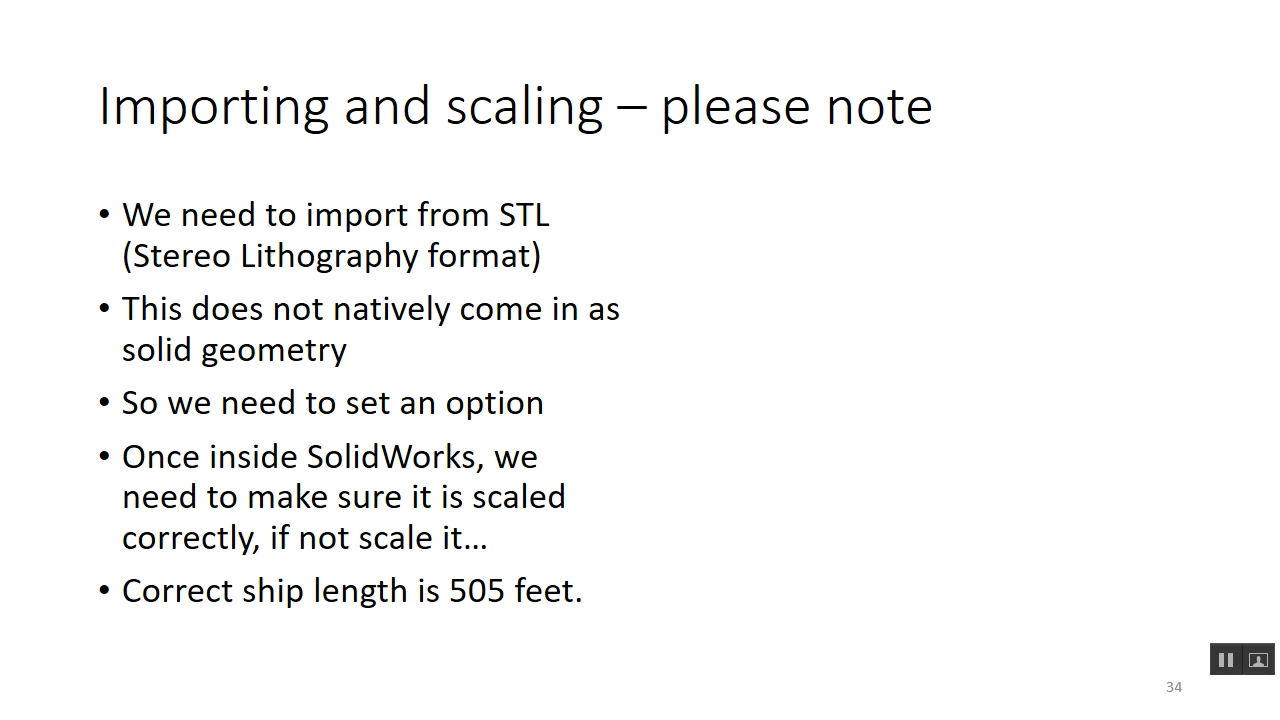 Importing and scaling – please note
• We need to import from STL
(Stereo Lithography format)
• This does not natively come in as
solid geometry
• So we need to set an option
• Once inside SolidWorks, we
need to make sure it is scaled
correctly, if not scale it…
• Correct ship length is 505 feet.
34